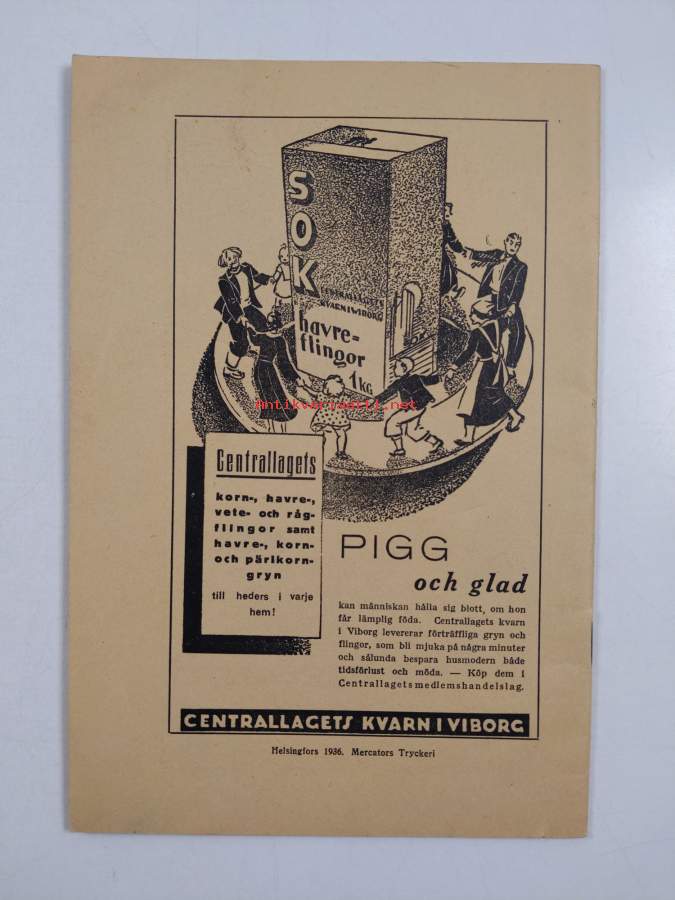 SOK
CENTRALLAGETS
KVARN I WIBORG
havre-
flingor
1 KG
Antikvariaatti.net
Centrallagets
korn-, havre-,
vete- och råg-
flingor samt
havre-, korn-
och pärlkorn-
gryn
till heders i varje
hem!
PIGG
och glad
kan människan hålla sig blott, om hon
får lämplig föda. Centrallagets kvarn
i Viborg levererar förträffliga gryn och
flingor, som bli mjuka på några minuter
och sålunda bespara husmodern både
tidsförlust och möda. — Köp dem i
Centrallagets medlemshandelslag.
CENTRALLAGETS KVARN I VIBORG
Helsingfors 1936. Mercators Tryckeri